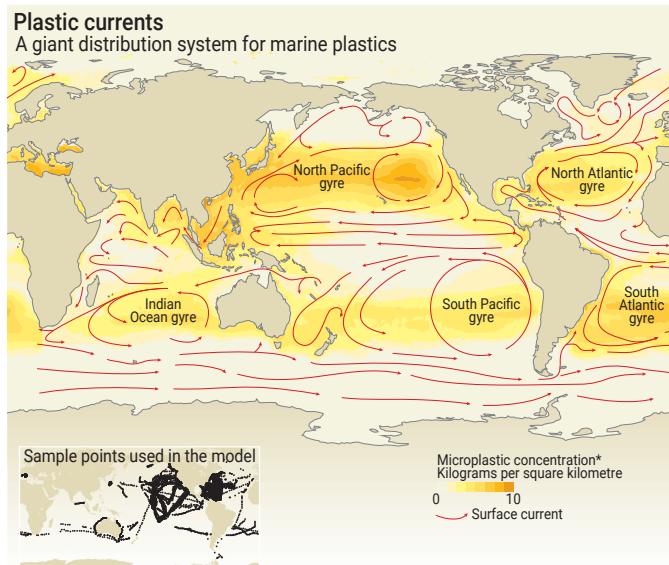 Plastic currents
A giant distribution system for marine plastics
North Pacific
gyre
North Atlantic
gyre
Indian
Ocean gyre
South Pacific
gyre
South
Atlantic
gyre
Sample points used in the model
Microplastic concentration*
Kilograms per square kilometre
0 10
Surface current